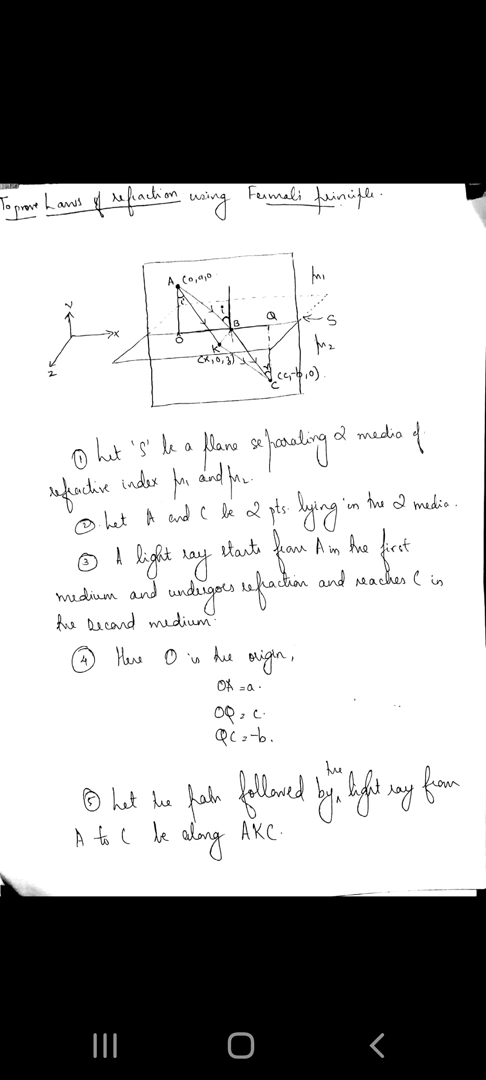 To prove Laws of refraction using Fermats principle.
A (0,a,0)
μ1
Y
X
Z
i
i
B
Q
S
O
K
(x,0,z)
μ2
r
C
(c,-b,0)
① Let 'S' be a plane separating 2 media of
refractive index μ1 and μ2.
② Let A and C be 2 pts. lying in the 2 media.
③ A light ray starts from A in the first
medium and undergoes refraction and reaches C in
the second medium.
④ Here O is the origin,
OA = a.
OQ = c.
QC = -b.
⑤ Let the path followed by the light ray from
A to C be along AKC.